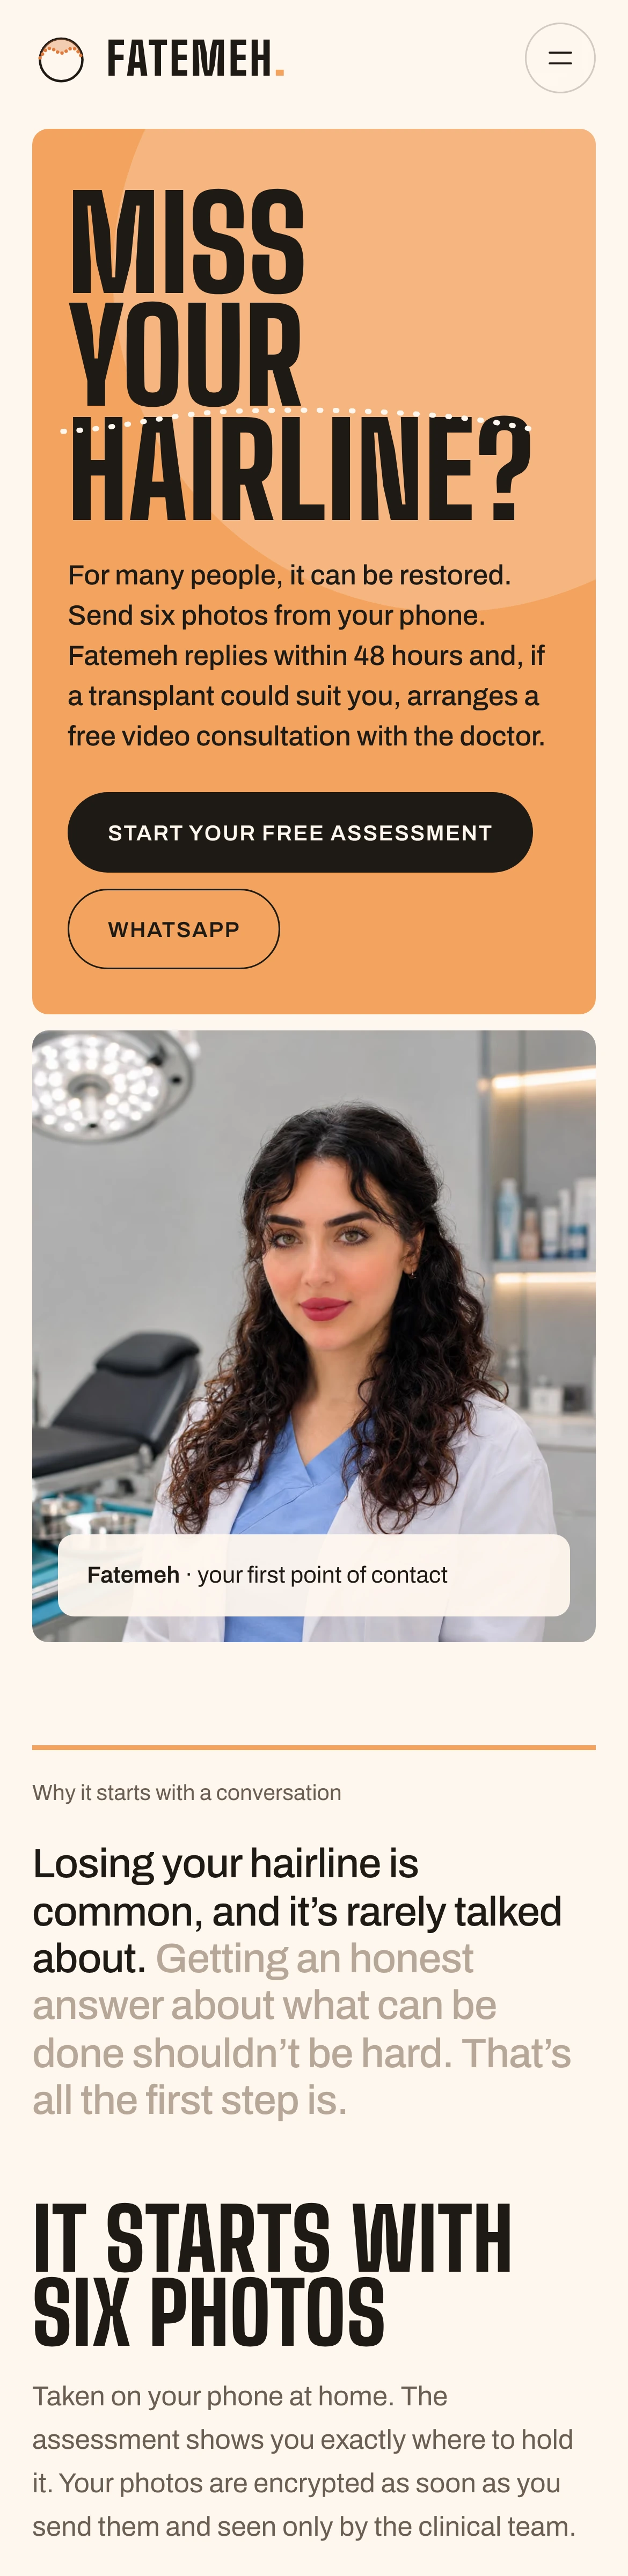 FATEMEH.
MISS
YOUR
HAIRLINE?
For many people, it can be restored.
Send six photos from your phone.
Fatemeh replies within 48 hours and, if
a transplant could suit you, arranges a
free video consultation with the doctor.
START YOUR FREE ASSESSMENT
WHATSAPP
Fatemeh · your first point of contact
Why it starts with a conversation
Losing your hairline is
common, and it’s rarely talked
about. Getting an honest
answer about what can be
done shouldn’t be hard. That’s
all the first step is.
IT STARTS WITH
SIX PHOTOS
Taken on your phone at home. The
assessment shows you exactly where to hold
it. Your photos are encrypted as soon as you
send them and seen only by the clinical team.